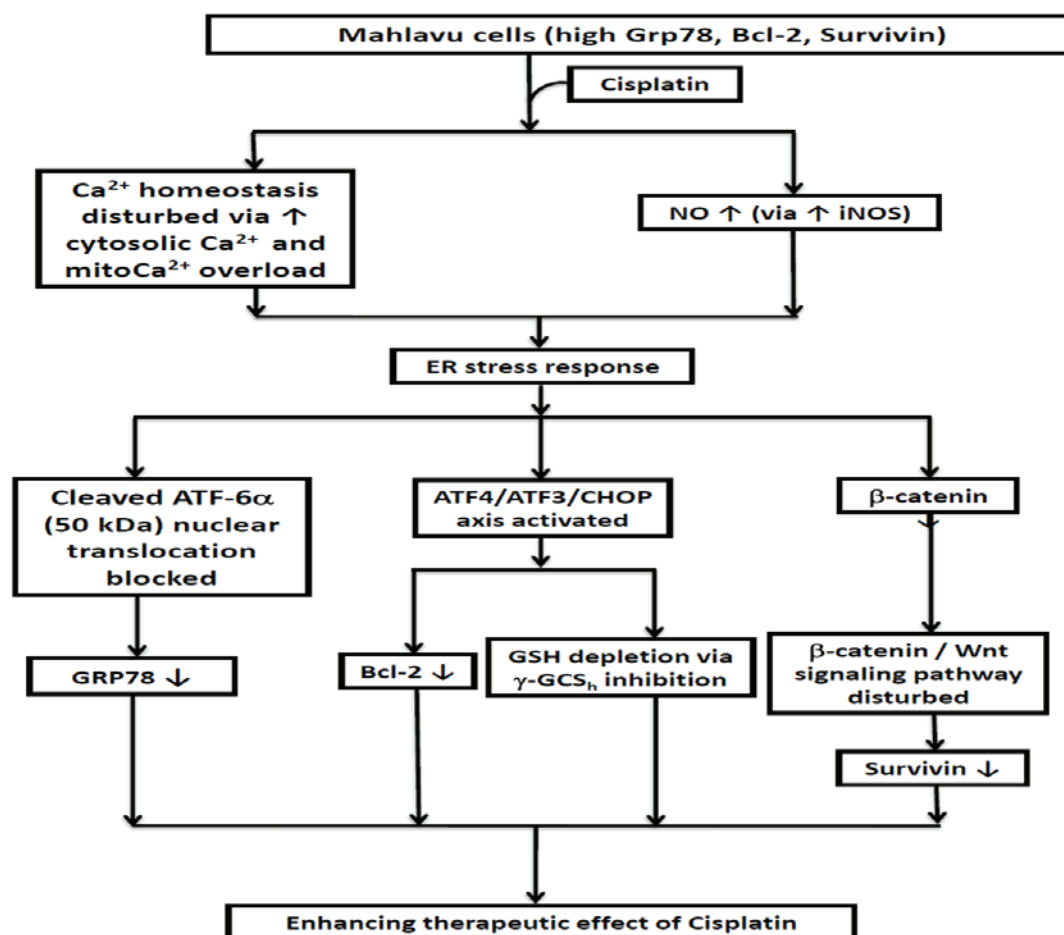 Mahlavu cells (high Grp78, Bcl-2, Survivin)
Cisplatin
Ca²⁺ homeostasis
disturbed via ↑
cytosolic Ca²⁺ and
mitoCa²⁺ overload
NO ↑ (via ↑ iNOS)
ER stress response
Cleaved ATF-6α
(50 kDa) nuclear
translocation
blocked
ATF4/ATF3/CHOP
axis activated
β-catenin
↓
GRP78 ↓
Bcl-2 ↓
GSH depletion via
γ-GCSₕ inhibition
β-catenin / Wnt
signaling pathway
disturbed
Survivin ↓
Enhancing therapeutic effect of Cisplatin